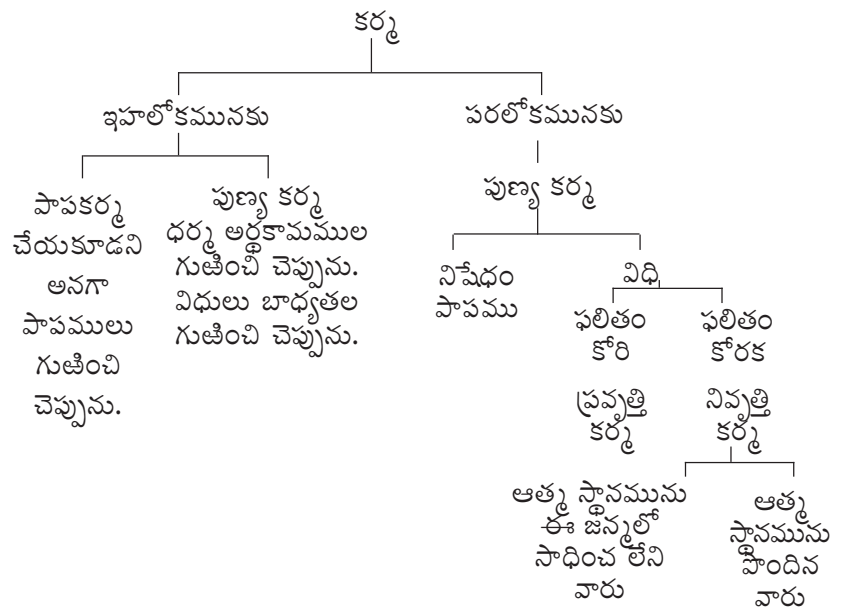 కర్మ
ఇహలోకమునకు
పరలోకమునకు
పాపకర్మ
చేయకూడని
అనగా
పాపములు
గుఱించి
చెప్పును.
పుణ్య కర్మ
ధర్మ అర్థకామముల
గుఱించి చెప్పును.
విధులు బాధ్యతల
గుఱించి చెప్పును.
పుణ్య కర్మ
నిషేధం
పాపము
విధి
ఫలితం
కోరి
ప్రవృత్తి
కర్మ
ఫలితం
కోరక
నివృత్తి
కర్మ
ఆత్మ స్థానమును
ఈ జన్మలో
సాధించ లేని
వారు
ఆత్మ
స్థానమును
పొందిన
వారు